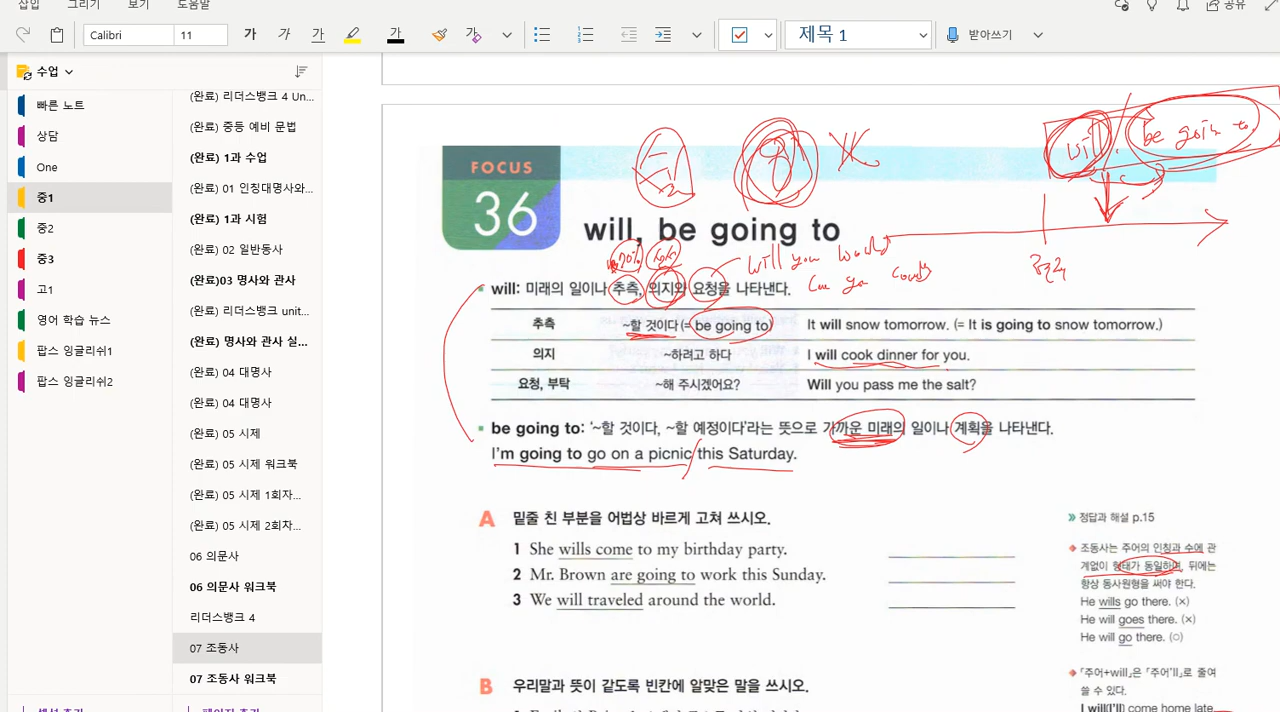 삽입 그리기 보기 도움말
공유
Calibri 11 가 가 가 가 제목 1 받아쓰기
수업
빠른 노트
상담
One
중1
중2
중3
고1
영어 학습 노트
팝스 잉글리쉬1
팝스 잉글리쉬2
(완료) 리더스뱅크 4 Un...
(완료) 중등 예비 문법
(완료) 1과 수업
(완료) 01 인칭대명사와...
(완료) 1과 시험
(완료) 02 일반동사
(완료)03 명사와 관사
(완료) 리더스뱅크 unit...
(완료) 명사와 관사 실...
(완료) 04 대명사
(완료) 04 대명사
(완료) 05 시제
(완료) 05 시제 워크북
(완료) 05 시제 1회차...
(완료) 05 시제 2회차...
06 의문사
06 의문사 워크북
리더스뱅크 4
07 조동사
07 조동사 워크북
will / be goin to
FOCUS
36
will, be going to
will you would
Can you could
현재
will: 미래의 일이나 추측, 의지와 요청을 나타낸다.
추측 ~할 것이다(= be going to) It will snow tomorrow. (= It is going to snow tomorrow.)
의지 ~하려고 하다 I will cook dinner for you.
요청, 부탁 ~해 주시겠어요? Will you pass me the salt?
be going to: '~할 것이다, ~할 예정이다'라는 뜻으로 가까운 미래의 일이나 계획을 나타낸다.
I'm going to go on a picnic / this Saturday.
A 밑줄 친 부분을 어법상 바르게 고쳐 쓰시오.
1 She wills come to my birthday party.
2 Mr. Brown are going to work this Sunday.
3 We will traveled around the world.
정답과 해설 p.15
조동사는 주어의 인칭과 수에 관
계없이 형태가 동일하며, 뒤에는
항상 동사원형을 써야 한다.
He wills go there. (×)
He will goes there. (×)
He will go there. (○)
B 우리말과 뜻이 같도록 빈칸에 알맞은 말을 쓰시오.
「주어+will」은 「주어'll」로 줄여
쓸 수 있다.
I will(I'll) come home late